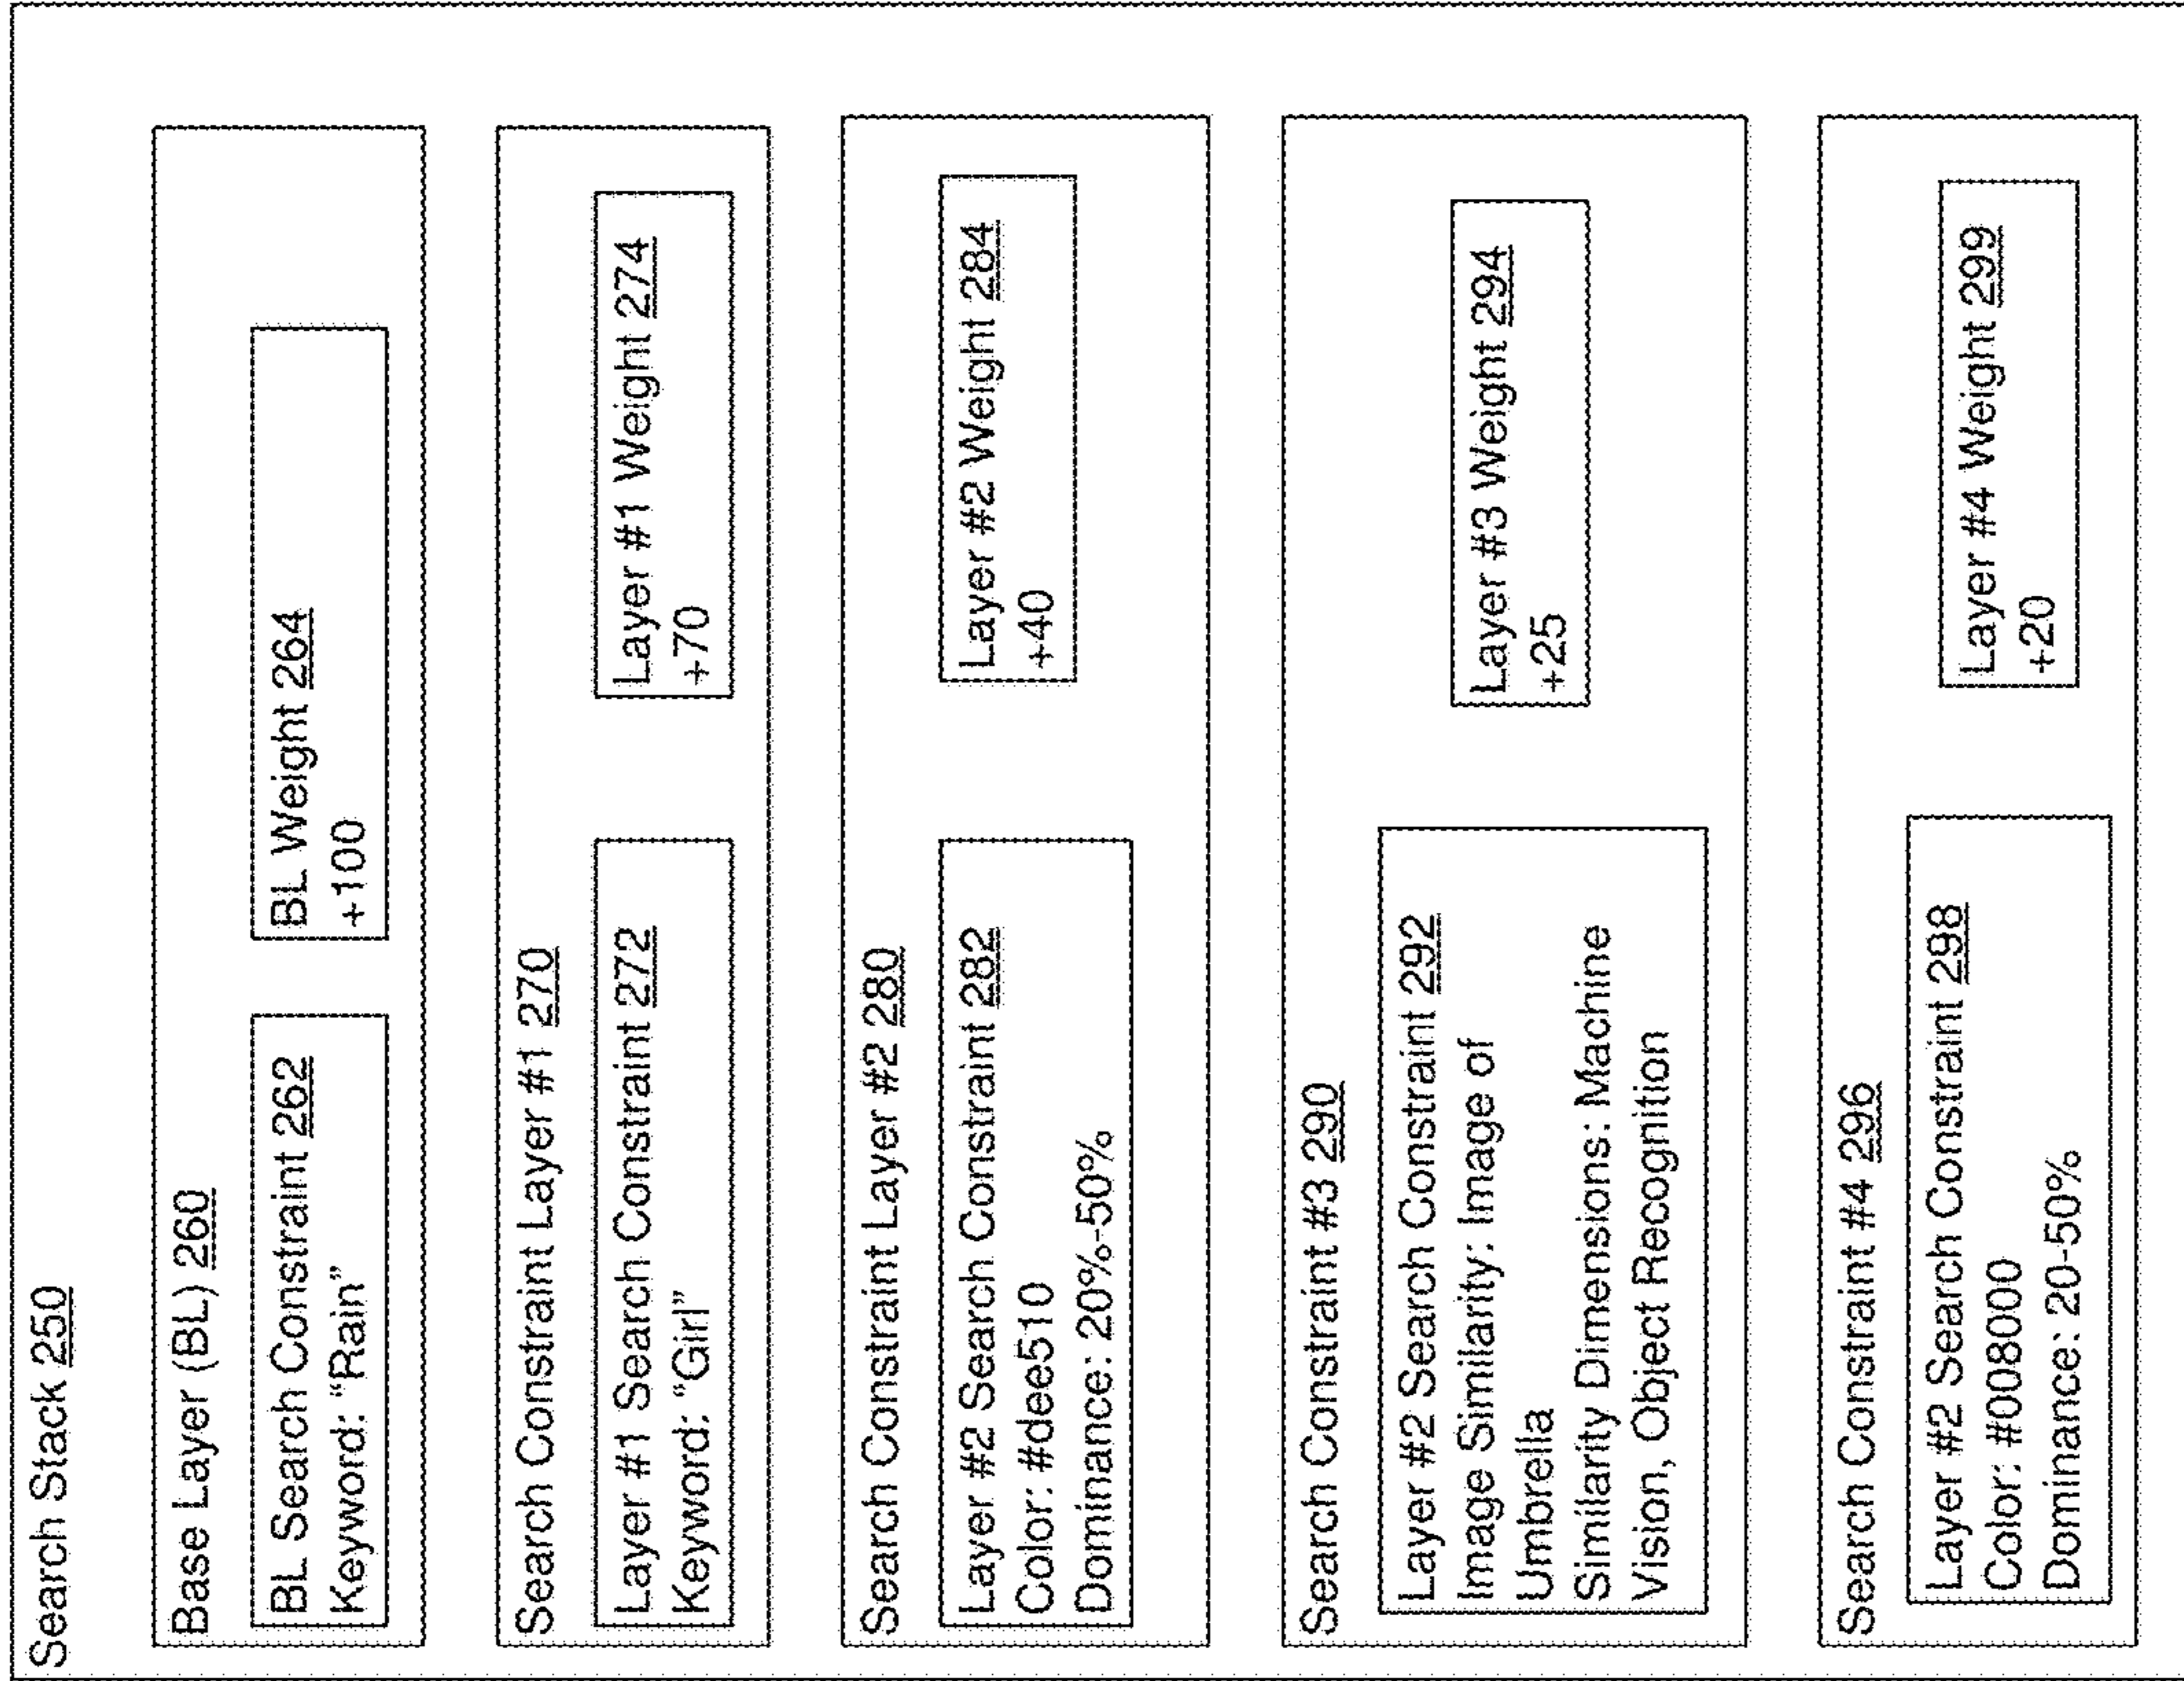 Search Stack 250
Base Layer (BL) 260
BL Search Constraint 262
Keyword: “Rain”
BL Weight 264
+100
Search Constraint Layer #1 270
Layer #1 Search Constraint 272
Keyword: “Girl”
Layer #1 Weight 274
+70
Search Constraint Layer #2 280
Layer #2 Search Constraint 282
Color: #dee510
Dominance: 20%-50%
Layer #2 Weight 284
+40
Search Constraint #3 290
Layer #2 Search Constraint 292
Image Similarity: Image of
Umbrella
Similarity Dimensions: Machine
Vision, Object Recognition
Layer #3 Weight 294
+25
Search Constraint #4 296
Layer #2 Search Constraint 298
Color: #008000
Dominance: 20-50%
Layer #4 Weight 299
+20